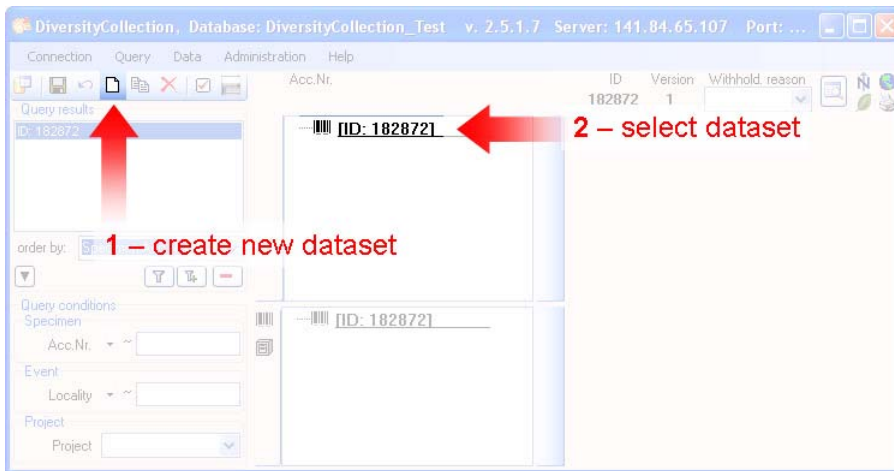 DiversityCollection, Database: DiversityCollection_Test v. 2.5.1.7 Server: 141.84.65.107 Port: ...
Connection Query Data Administration Help
Acc.Nr. ID Version Withhold. reason
182872 1
Query results
ID: 182872
[ID: 182872]
2 – select dataset
1 – create new dataset
order by:
Query conditions
Specimen
[ID: 182872]
Acc.Nr. ~
Event
Locality ~
Project
Project